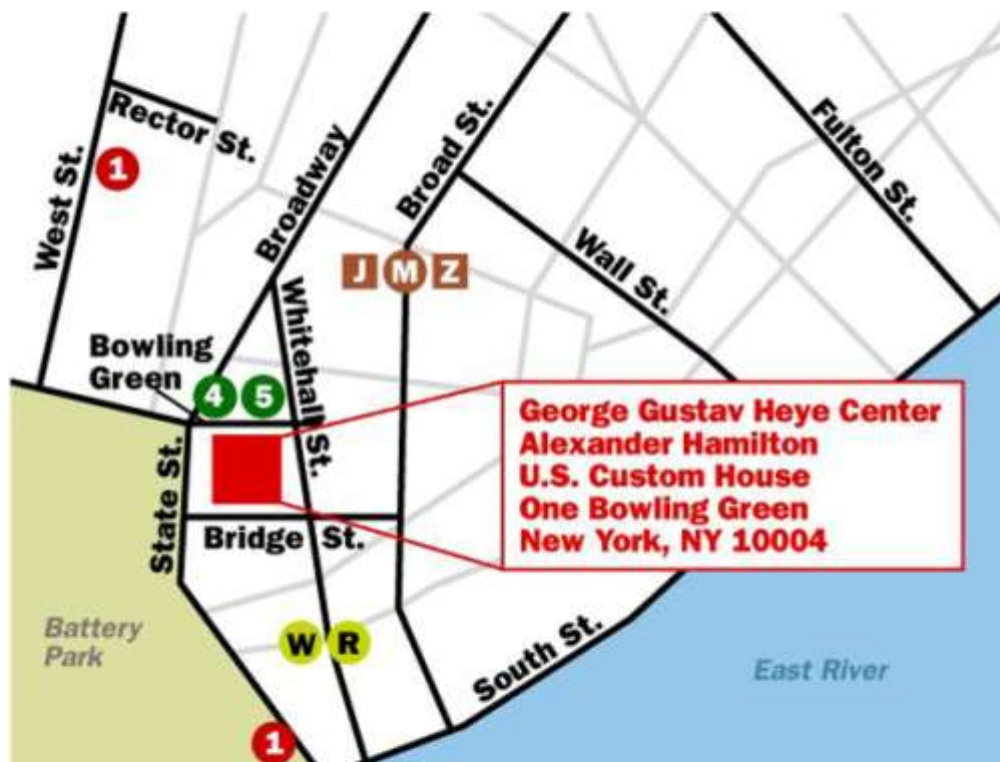 Rector St.
West St.
1
Broadway
Broad St.
Fulton St.
Wall St.
J M Z
Whitehall St.
Bowling
Green
4 5
George Gustav Heye Center
Alexander Hamilton
U.S. Custom House
One Bowling Green
New York, NY 10004
State St.
Bridge St.
Battery
Park
W R
South St.
East River
1